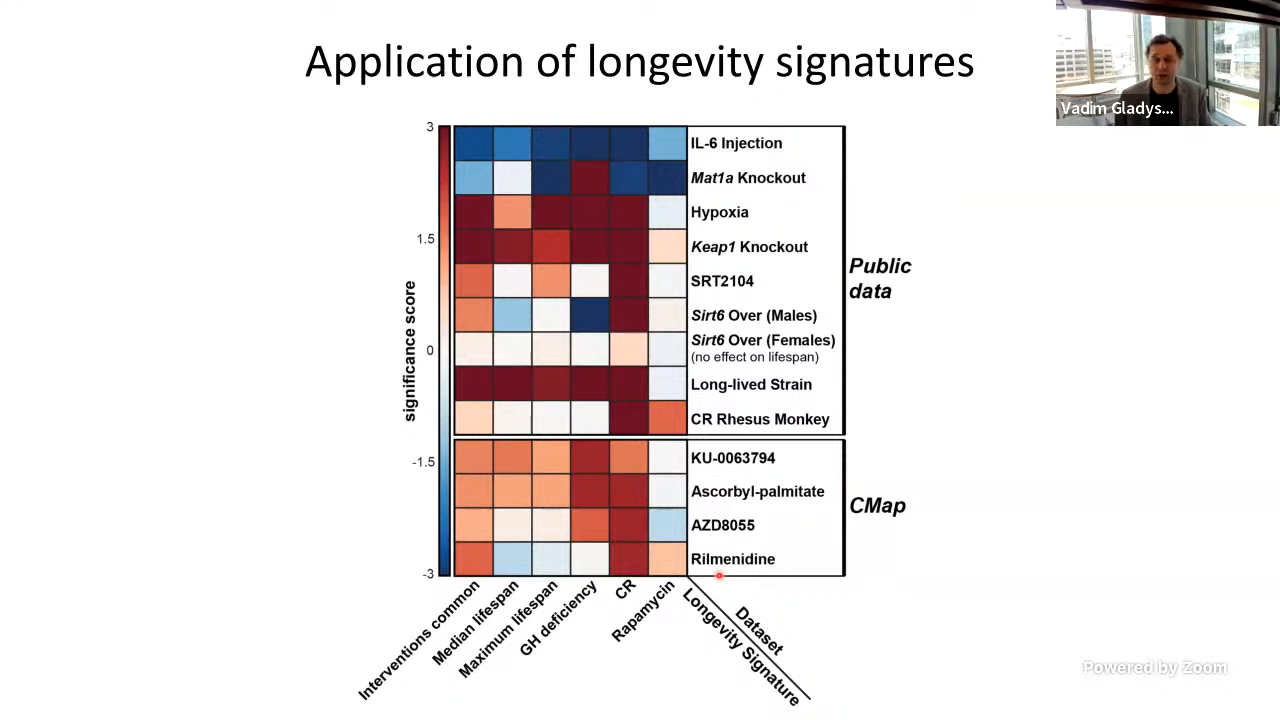 Application of longevity signatures
Vadim Gladys...
3
1.5
0
-1.5
-3
significance score
IL-6 Injection
Mat1a Knockout
Hypoxia
Keap1 Knockout
SRT2104
Sirt6 Over (Males)
Sirt6 Over (Females)
(no effect on lifespan)
Long-lived Strain
CR Rhesus Monkey
Public
data
KU-0063794
Ascorbyl-palmitate
AZD8055
Rilmenidine
CMap
Interventions common
Median lifespan
Maximum lifespan
GH deficiency
CR
Rapamycin
Longevity Signature
Dataset
Powered by Zoom